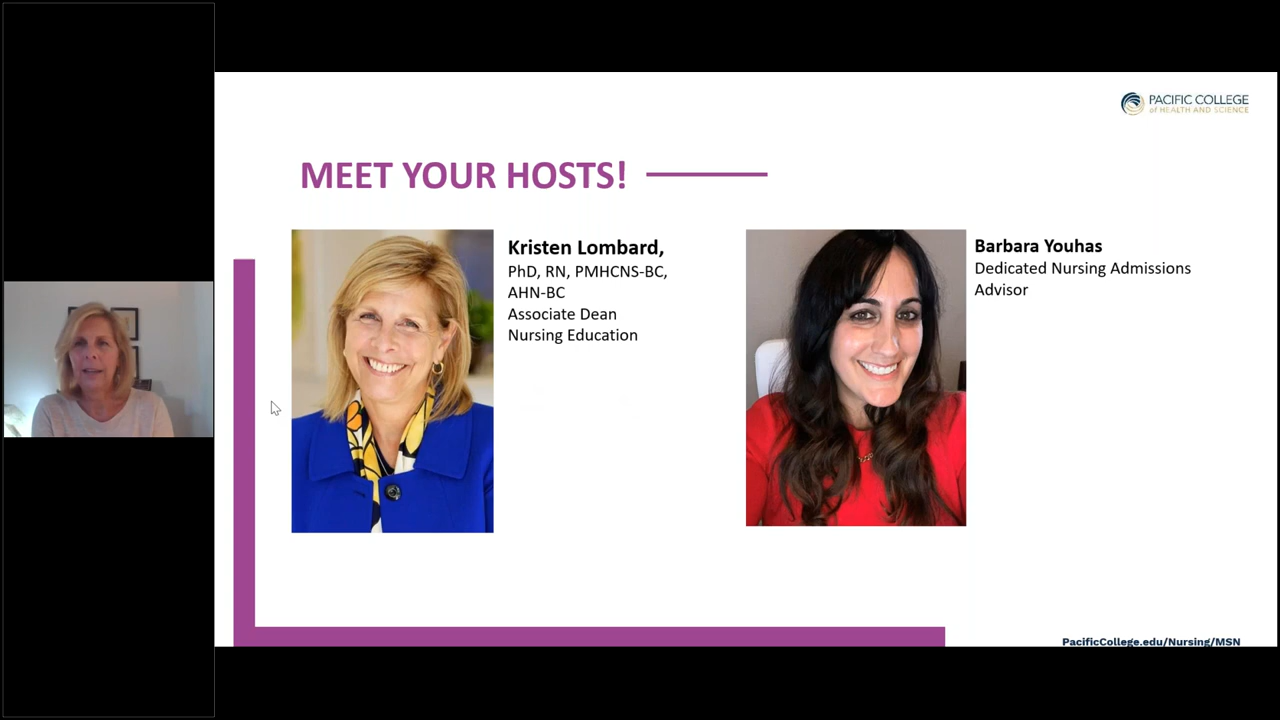 PACIFIC COLLEGE
of HEALTH AND SCIENCE
MEET YOUR HOSTS!
Kristen Lombard,
PhD, RN, PMHCNS-BC,
AHN-BC
Associate Dean
Nursing Education
Barbara Youhas
Dedicated Nursing Admissions
Advisor
PacificCollege.edu/Nursing/MSN